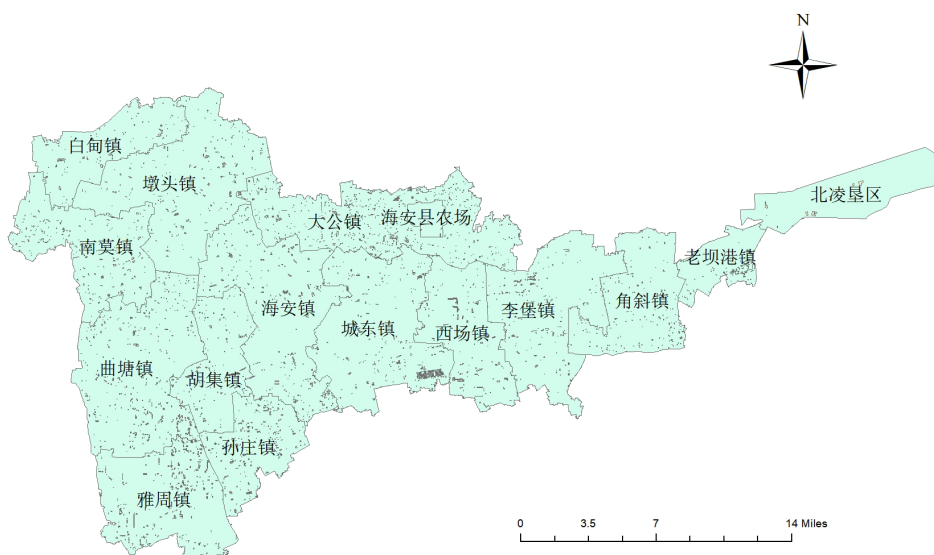 N
白甸镇
墩头镇
北凌垦区
大公镇
海安县农场
南莫镇
老坝港镇
海安镇
李堡镇
角斜镇
城东镇
西场镇
曲塘镇
胡集镇
孙庄镇
雅周镇
0 3.5 7 14 Miles